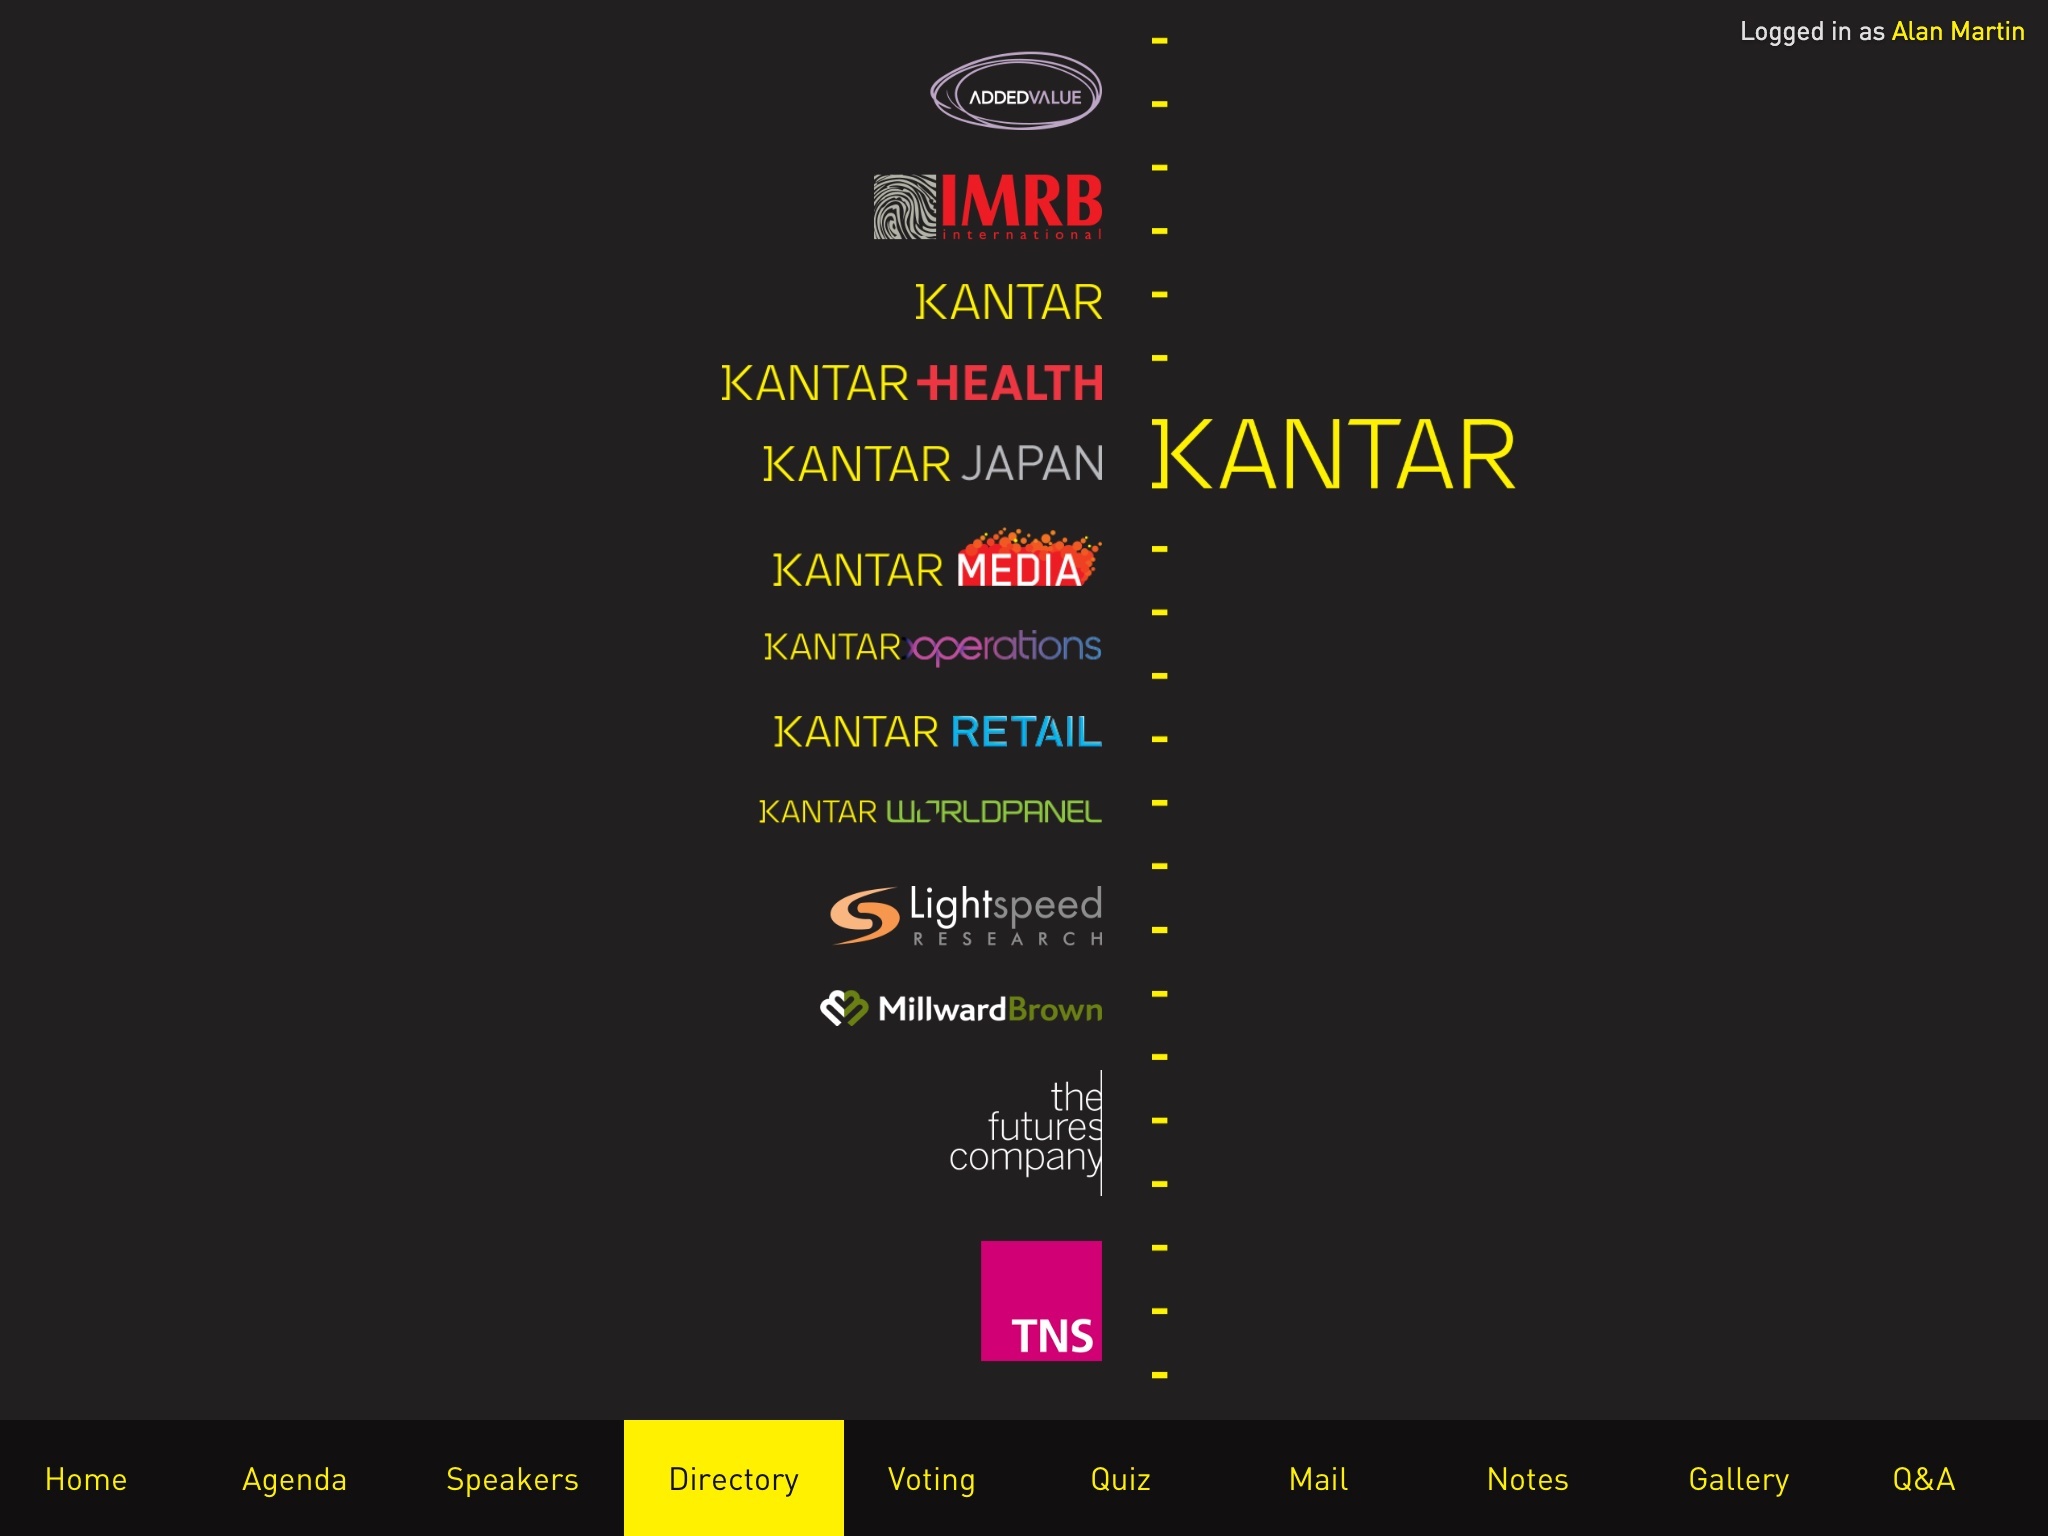 Logged in as Alan Martin
ADDEDVALUE
IMRB
international
KANTAR
KANTAR HEALTH
KANTAR JAPAN
KANTAR
KANTAR MEDIA
KANTAR operations
KANTAR RETAIL
KANTAR WORLDPANEL
Lightspeed
RESEARCH
MillwardBrown
the
futures
company
TNS
Home Agenda Speakers Directory Voting Quiz Mail Notes Gallery Q&A